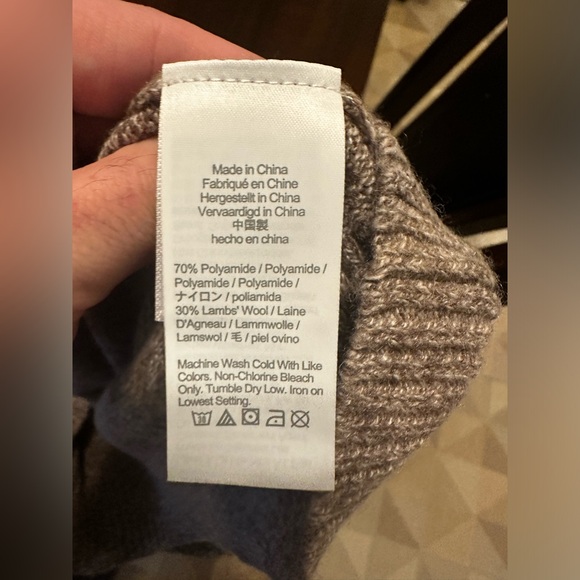 Made in China
Fabriqué en Chine
Hergestellt in China
Vervaardigd in China
中国製
hecho en china
70% Polyamide / Polyamide /
Polyamide / Polyamide /
ナイロン / poliamida
30% Lambs' Wool / Laine
D'Agneau / Lammwolle /
Lamswol / 毛 / piel ovino
Machine Wash Cold With Like
Colors. Non-Chlorine Bleach
Only. Tumble Dry Low. Iron on
Lowest Setting.